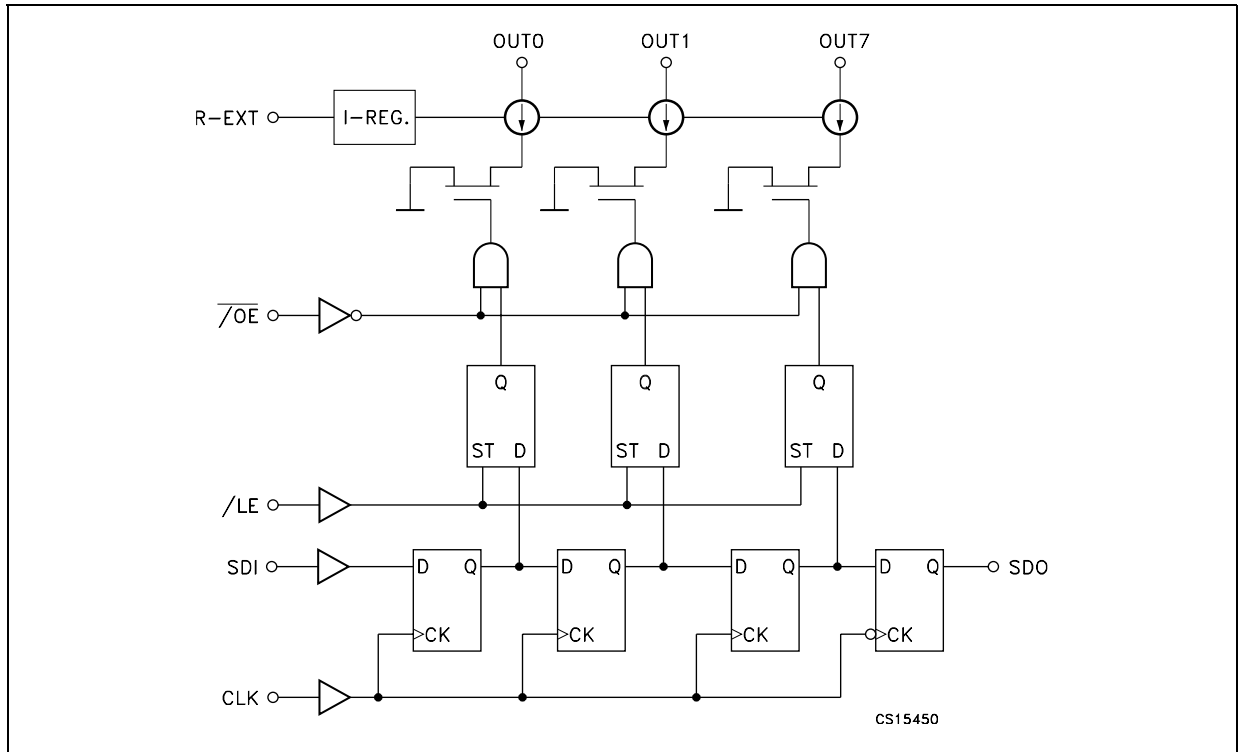 OUT0 OUT1 OUT7
R-EXT I-REG.
/OE
Q Q Q
ST D ST D ST D
/LE
SDI D Q D Q D Q D Q SDO
CK CK CK CK
CLK
CS15450